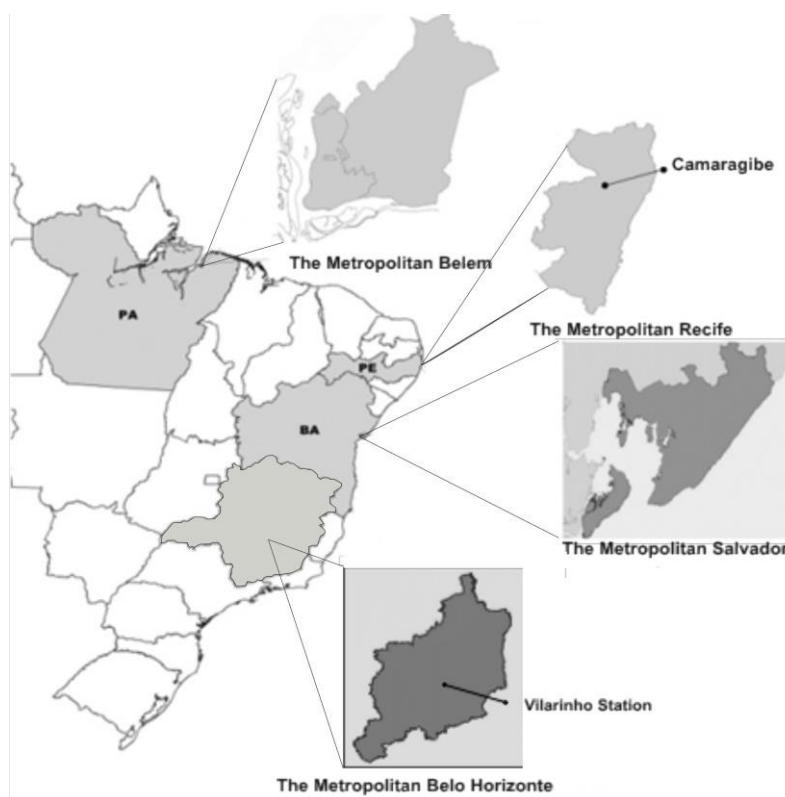 Camaragibe
The Metropolitan Belem
PA
The Metropolitan Recife
PE
BA
The Metropolitan Salvador
Vilarinho Station
The Metropolitan Belo Horizonte